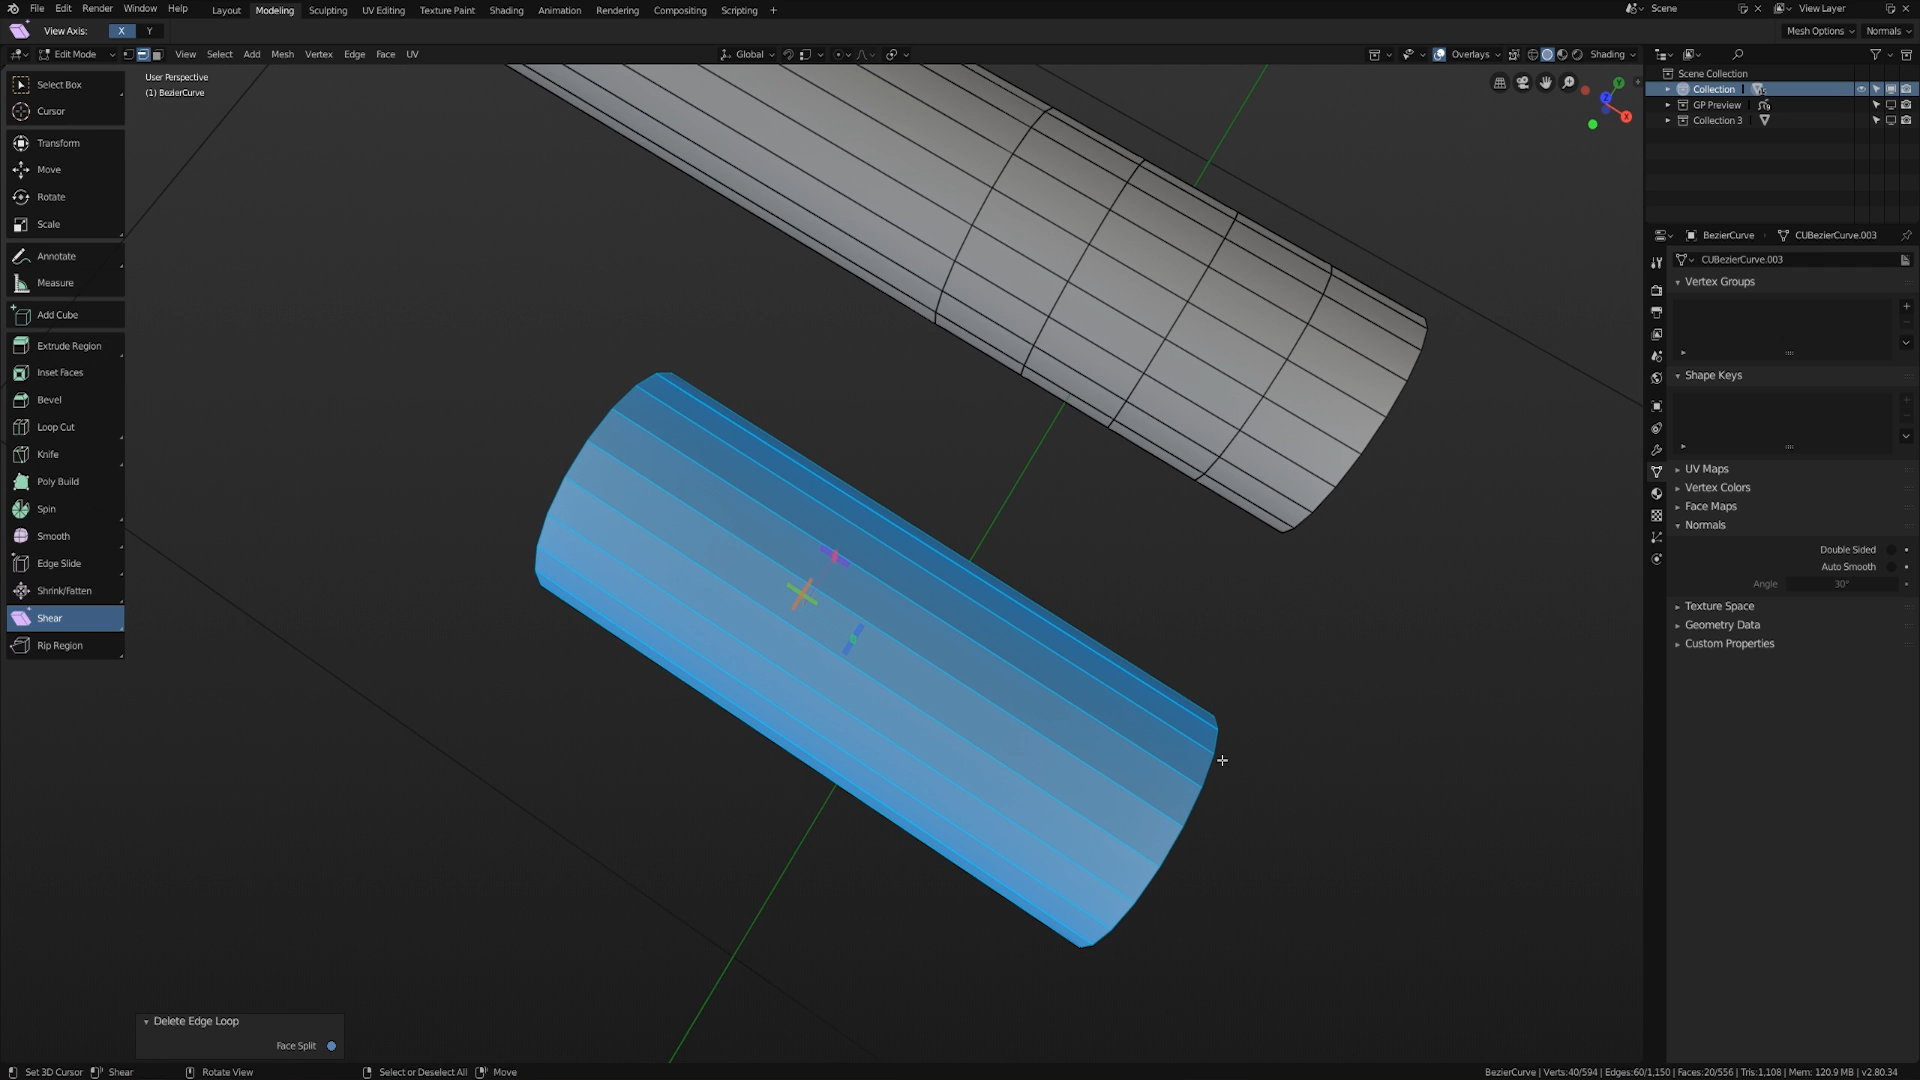 File Edit Render Window Help Layout Modeling Sculpting UV Editing Texture Paint Shading Animation Rendering Compositing Scripting + Scene View Layer
View Axis: X Y Mesh Options Normals
Edit Mode View Select Add Mesh Vertex Edge Face UV Global Overlays Shading
User Perspective
(1) BezierCurve
Select Box
Cursor
Transform
Move
Rotate
Scale
Annotate
Measure
Add Cube
Extrude Region
Inset Faces
Bevel
Loop Cut
Knife
Poly Build
Spin
Smooth
Edge Slide
Shrink/Fatten
Shear
Rip Region
Y
Z
X
Scene Collection
Collection
GP Preview
Collection 3
BezierCurve CUBezierCurve.003
CUBezierCurve.003
Vertex Groups
Shape Keys
UV Maps
Vertex Colors
Face Maps
Normals
Double Sided
Auto Smooth
Angle 30°
Texture Space
Geometry Data
Custom Properties
Delete Edge Loop
Face Split
Set 3D Cursor Shear Rotate View Select or Deselect All Move BezierCurve | Verts:40/594 | Edges:60/1,150 | Faces:20/556 | Tris:1,108 | Mem: 120.9 MB | v2.80.34